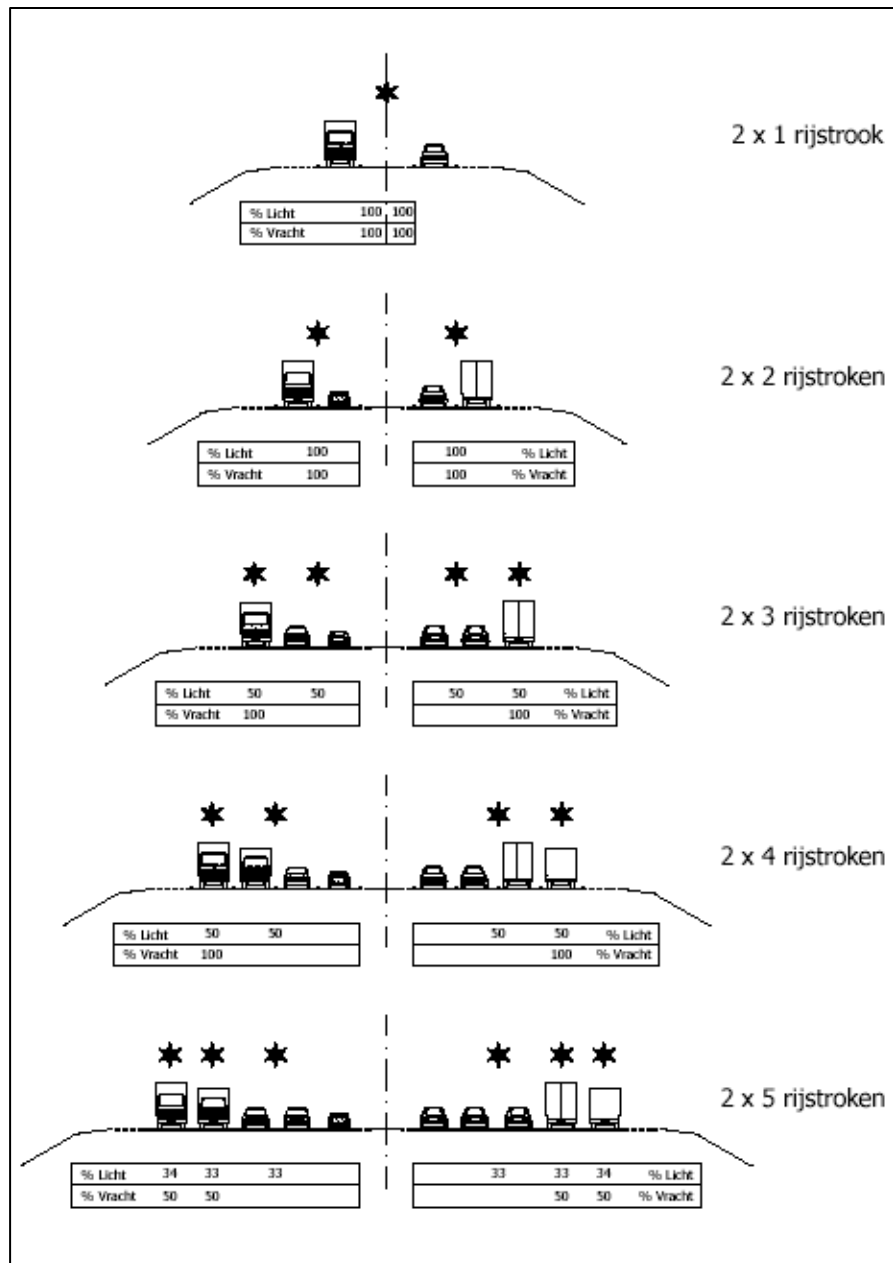 2 x 1 rijstrook
% Licht 100 100
% Vracht 100 100
2 x 2 rijstroken
% Licht 100 100 % Licht
% Vracht 100 100 % Vracht
2 x 3 rijstroken
% Licht 50 50 50 50 % Licht
% Vracht 100 100 % Vracht
2 x 4 rijstroken
% Licht 50 50 50 50 % Licht
% Vracht 100 100 % Vracht
2 x 5 rijstroken
% Licht 34 33 33 33 33 34 % Licht
% Vracht 50 50 50 50 % Vracht